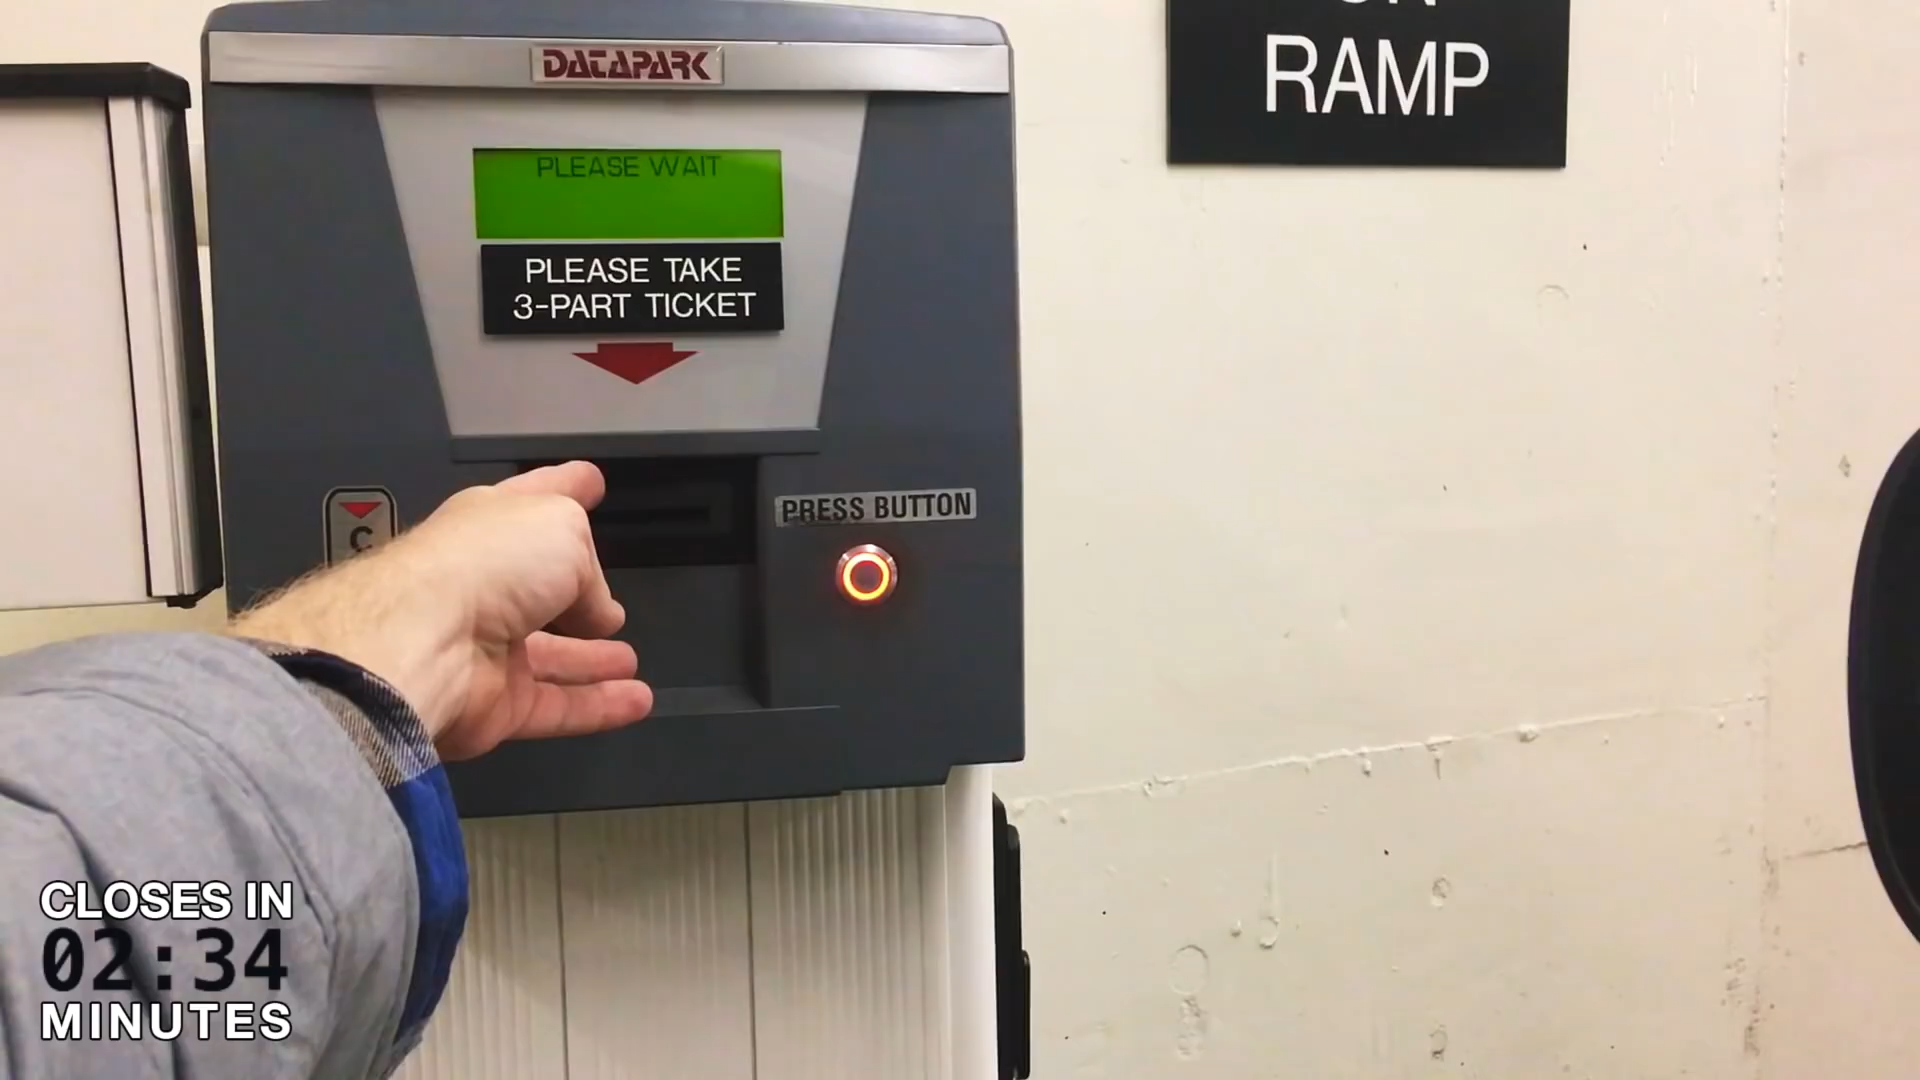 RAMP
DATAPARK
PLEASE WAIT
PLEASE TAKE
3-PART TICKET
PRESS BUTTON
C
CLOSES IN
02:34
MINUTES